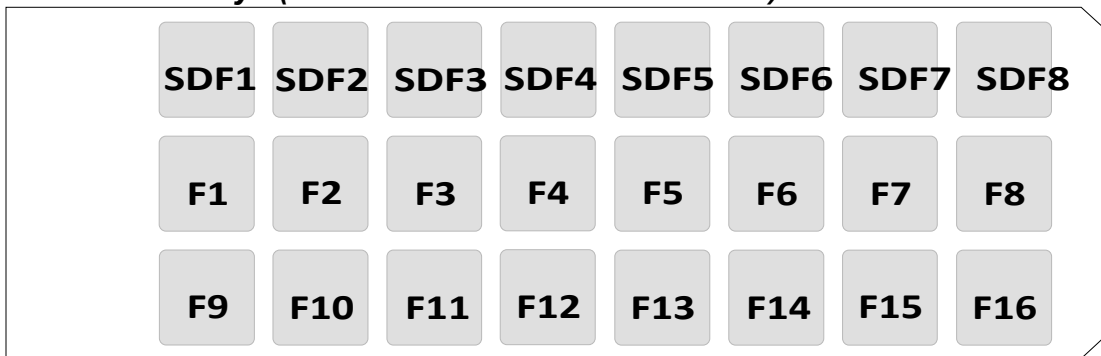 SDF1 SDF2 SDF3 SDF4 SDF5 SDF6 SDF7 SDF8
F1 F2 F3 F4 F5 F6 F7 F8
F9 F10 F11 F12 F13 F14 F15 F16